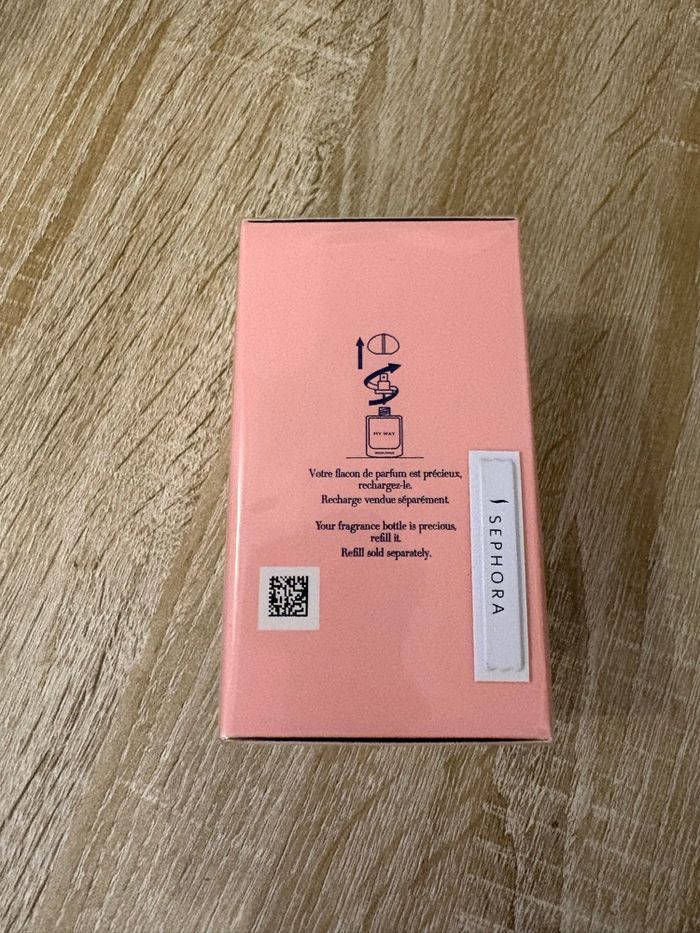 MY WAY
Votre flacon de parfum est précieux,
rechargez-le.
Recharge vendue séparément.
Your fragrance bottle is precious,
refill it.
Refill sold separately.
SEPHORA